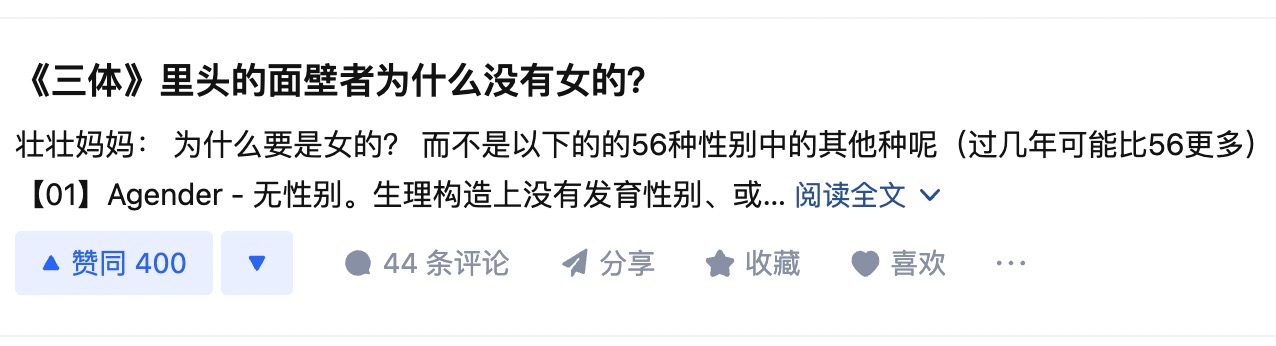 《三体》里头的面壁者为什么没有女的?
壮壮妈妈： 为什么要是女的? 而不是以下的的56种性别中的其他种呢（过几年可能比56更多）
【01】Agender - 无性别。生理构造上没有发育性别、或... 阅读全文
赞同 400 44 条评论 分享 收藏 喜欢 ...